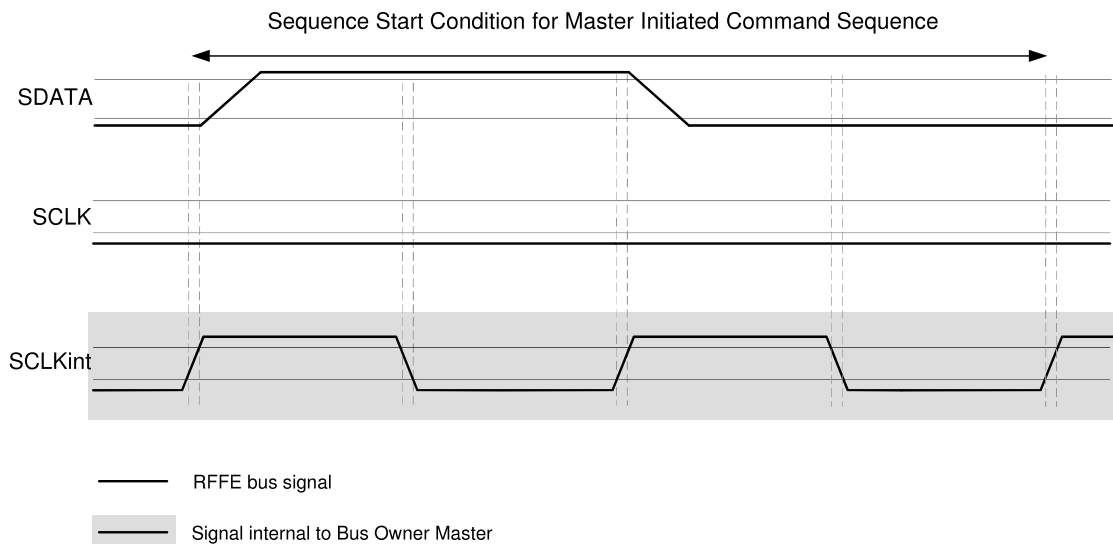 Sequence Start Condition for Master Initiated Command Sequence
SDATA
SCLK
SCLKint
RFFE bus signal
Signal internal to Bus Owner Master